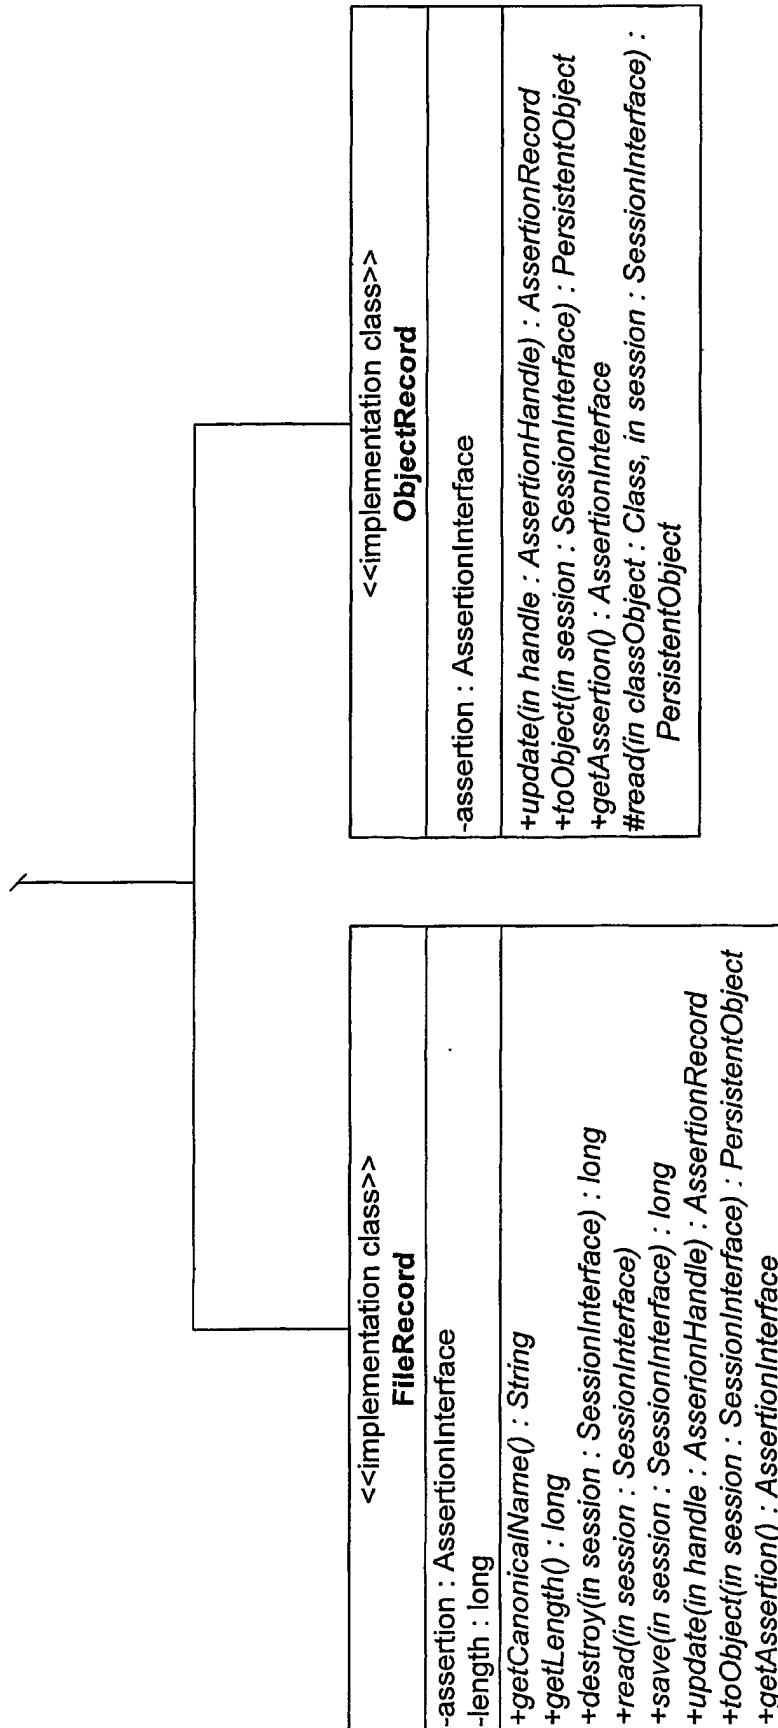 <<implementation class>>
FileRecord
-assertion : AssertionInterface
-length : long
+getCanonicalName() : String
+getLength() : long
+destroy(in session : SessionInterface) : long
+read(in session : SessionInterface)
+save(in session : SessionInterface) : long
+update(in handle : AsserionHandle) : AssertionRecord
+toObject(in session : SessionInterface) : PersistentObject
+getAssertion() : AssertionInterface
<<implementation class>>
ObjectRecord
-assertion : AssertionInterface
+update(in handle : AssertionHandle) : AssertionRecord
+toObject(in session : SessionInterface) : PersistentObject
+getAssertion() : AssertionInterface
#read(in classObject : Class, in session : SessionInterface) :
PersistentObject